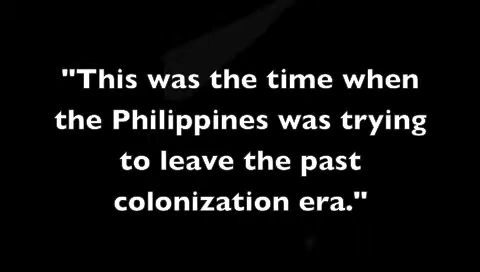 "This was the time when
the Philippines was trying
to leave the past
colonization era."